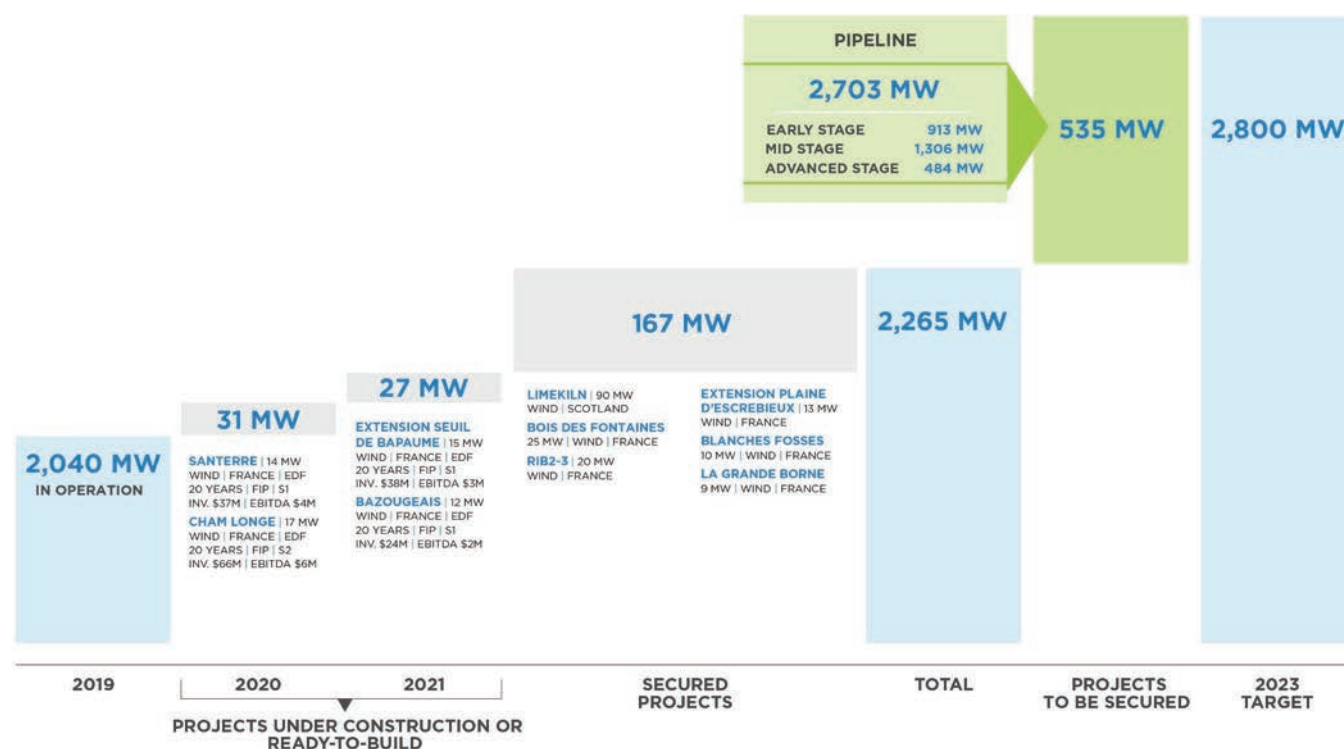 PIPELINE
2,703 MW
EARLY STAGE 913 MW
MID STAGE 1,306 MW
ADVANCED STAGE 484 MW
535 MW
2,800 MW
2,040 MW
IN OPERATION
31 MW
SANTERRE | 14 MW
WIND | FRANCE | EDF
20 YEARS | FIP | S1
INV. $37M | EBITDA $4M
CHAM LONGE | 17 MW
WIND | FRANCE | EDF
20 YEARS | FIP | S2
INV. $66M | EBITDA $6M
27 MW
EXTENSION SEUIL
DE BAPAUME | 15 MW
WIND | FRANCE | EDF
20 YEARS | FIP | S1
INV. $38M | EBITDA $3M
BAZOUGEAIS | 12 MW
WIND | FRANCE | EDF
20 YEARS | FIP | S1
INV. $24M | EBITDA $2M
167 MW
LIMEKILN | 90 MW
WIND | SCOTLAND
BOIS DES FONTAINES
25 MW | WIND | FRANCE
RIB2-3 | 20 MW
WIND | FRANCE
EXTENSION PLAINE
D'ESCREBIEUX | 13 MW
WIND | FRANCE
BLANCHES FOSSES
10 MW | WIND | FRANCE
LA GRANDE BORNE
9 MW | WIND | FRANCE
2,265 MW
2019
2020
2021
PROJECTS UNDER CONSTRUCTION OR
READY-TO-BUILD
SECURED
PROJECTS
TOTAL
PROJECTS
TO BE SECURED
2023
TARGET